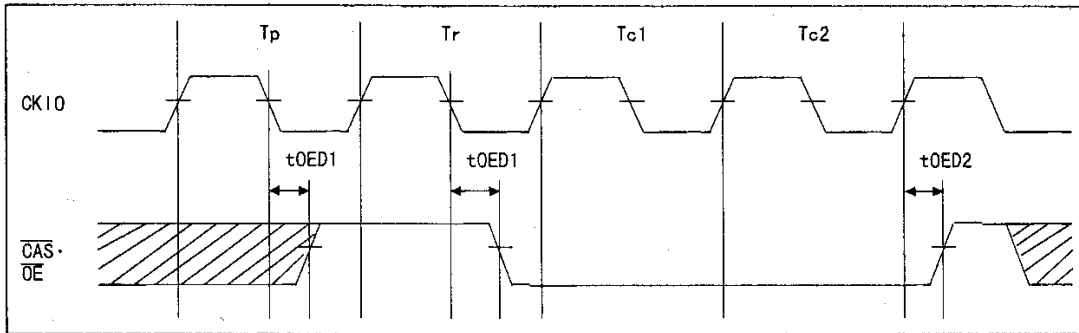 Tp Tr Tc1 Tc2
CKIO
tOED1 tOED1 tOED2
CAS·
OE